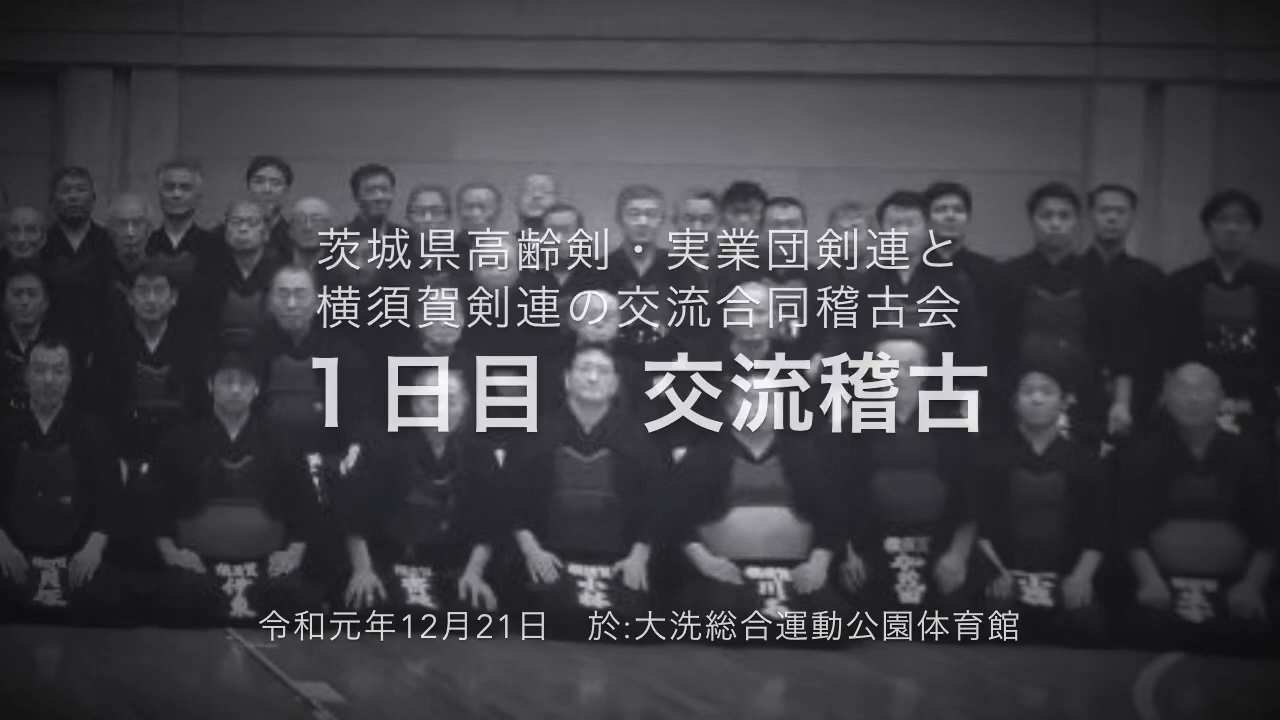 茨城県高齢剣・実業団剣連と
横須賀剣連の交流合同稽古会
１日目　交流稽古
令和元年12月21日　於:大洗総合運動公園体育館